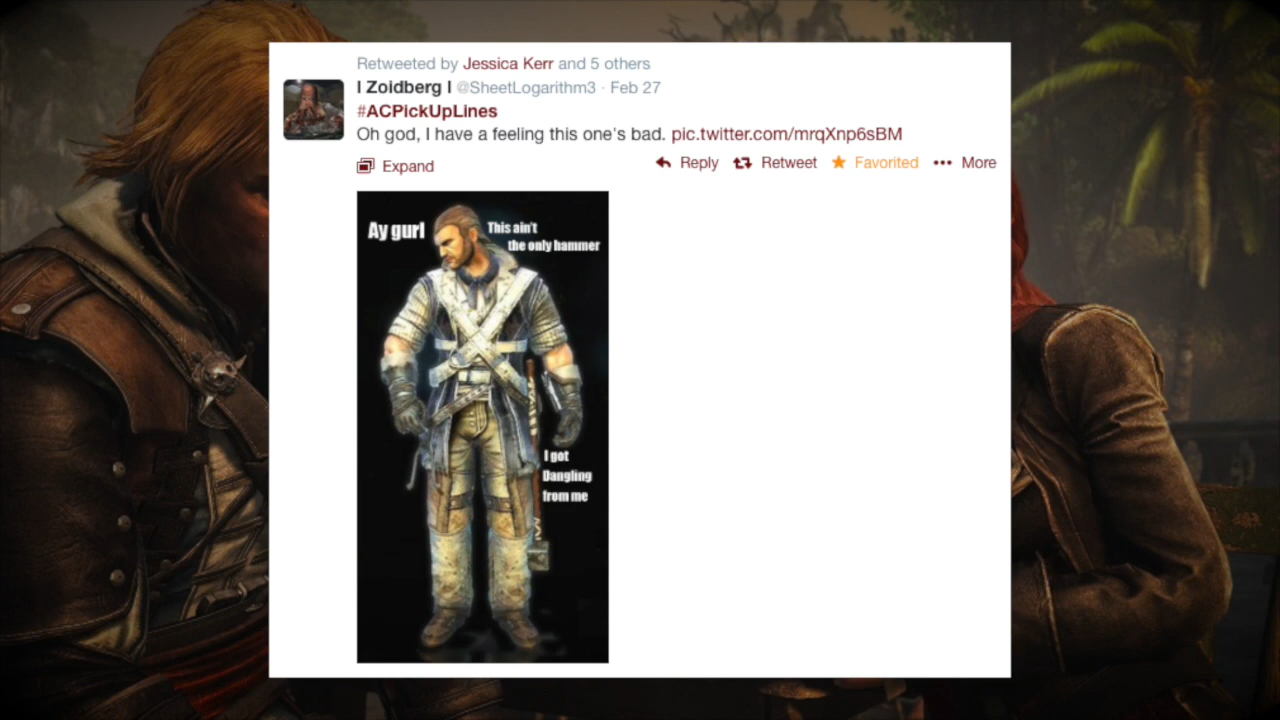 Retweeted by Jessica Kerr and 5 others
I Zoidberg I @SheetLogarithm3 · Feb 27
#ACPickUpLines
Oh god, I have a feeling this one's bad. pic.twitter.com/mrqXnp6sBM
Expand
Reply Retweet Favorited More
Ay gurl
This ain't
the only hammer
I got
Dangling
from me